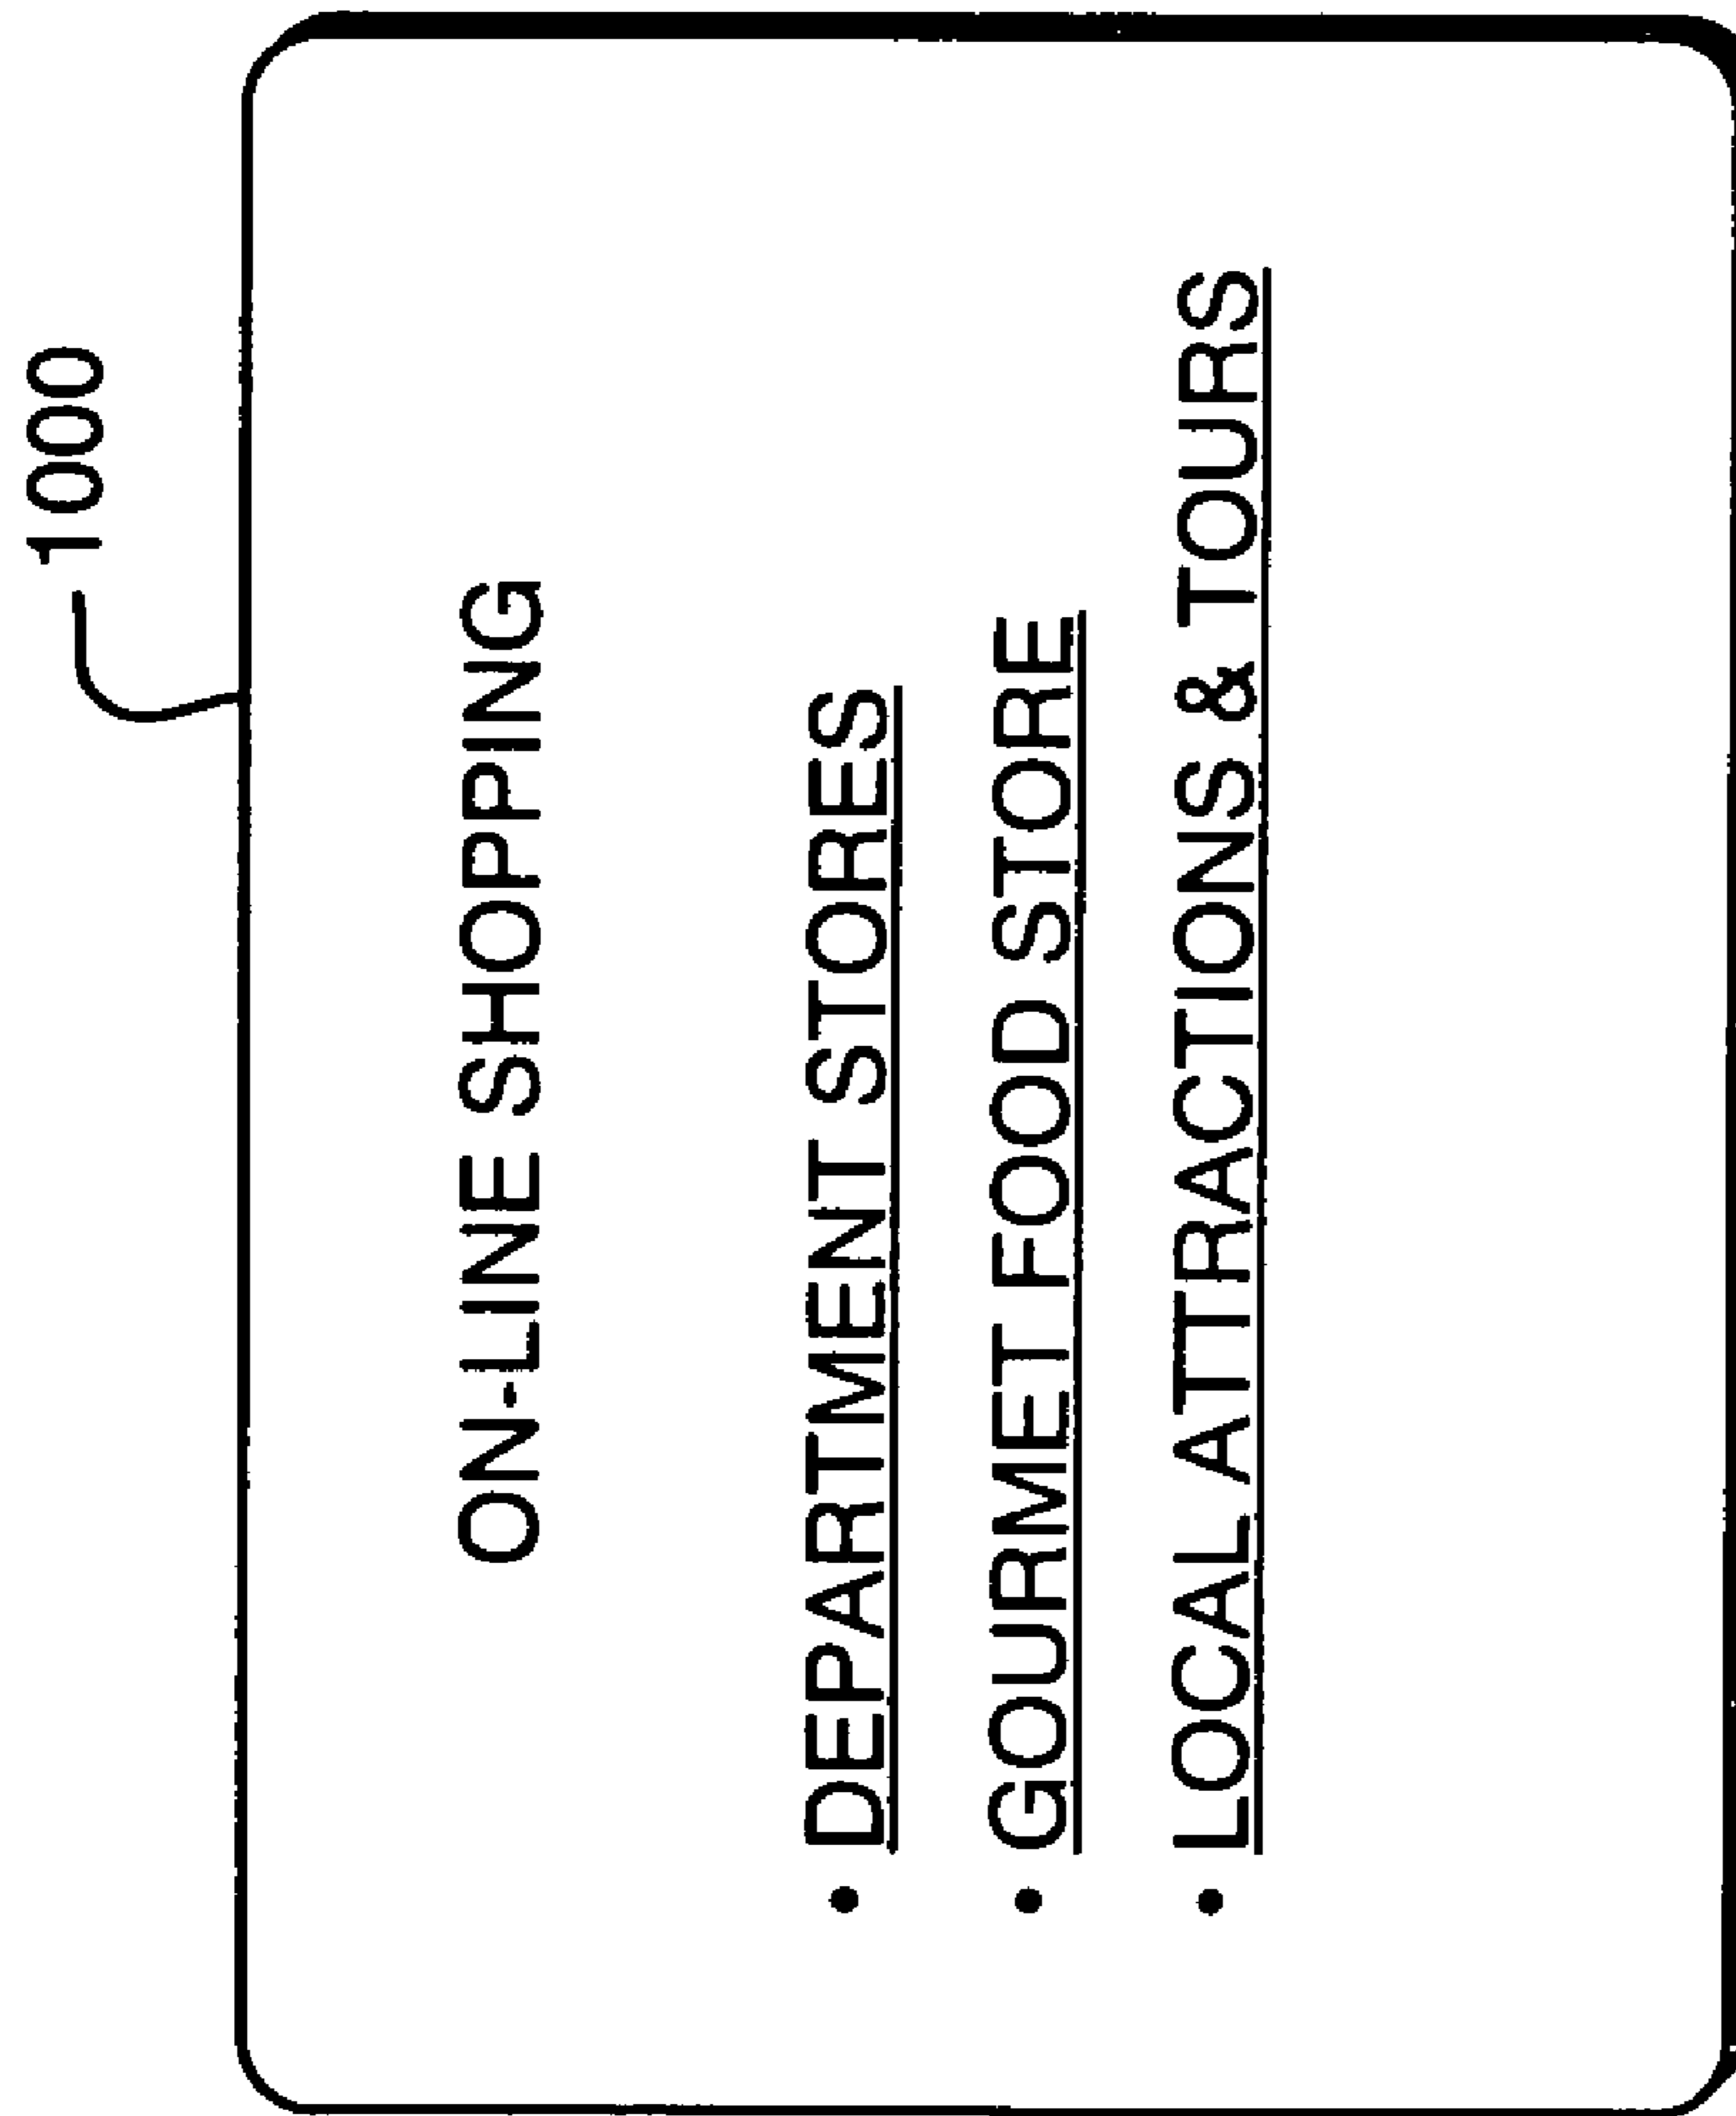 1000
ON-LINE SHOPPING
• DEPARTMENT STORES
• GOURMET FOOD STORE
• LOCAL ATTRACTIONS & TOURS